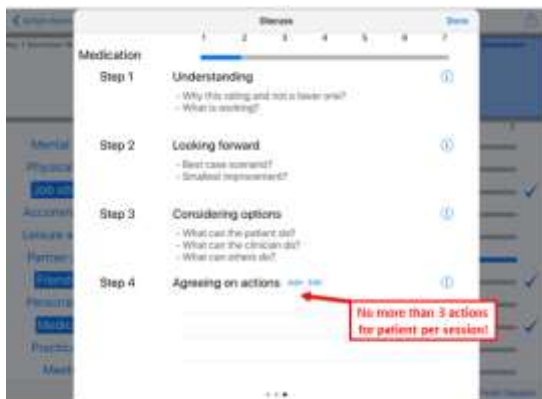 Discuss
Done
1 2 3 4 5 6 7
Medication
Step 1 Understanding
- Why this rating and not a lower one?
- What is working?
Step 2 Looking forward
- Best case scenario?
- Smallest improvement?
Step 3 Considering options
- What can the patient do?
- What can the clinician do?
- What can others do?
Step 4 Agreeing on actions
No more than 3 actions
for patient per session!
Mental
Physical
Job
Leisure
Partner
Friend
Personal
Medic
Practic
Ment